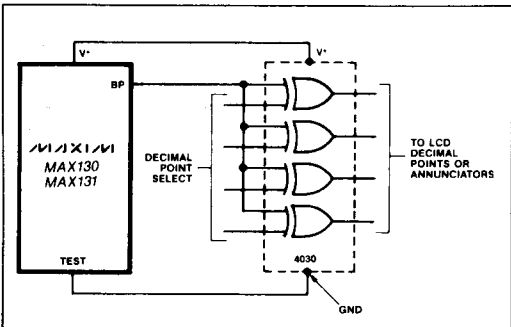 V+
V+
BP
MAXIM
MAX130
MAX131
DECIMAL
POINT
SELECT
TO LCD
DECIMAL
POINTS OR
ANNUNCIATORS
TEST
4030
GND